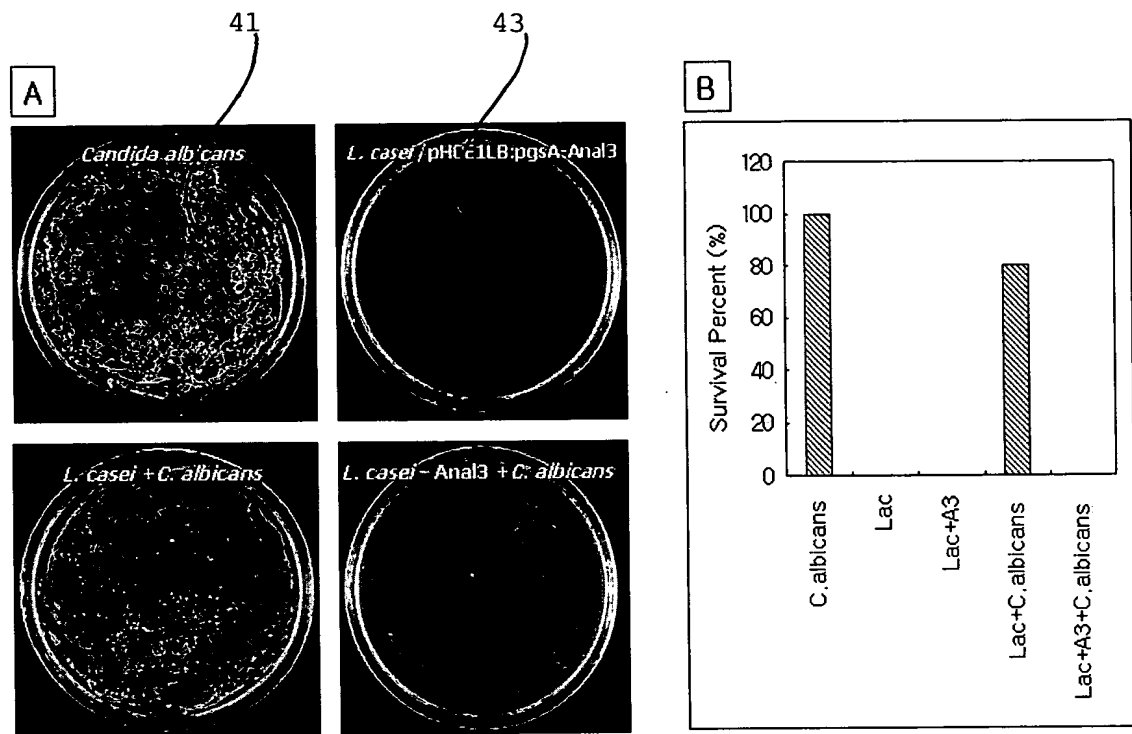 41
43
A
B
Candida albicans
L. casei/pHCE1LB:pgsA-Anal3
L. casei + C. albicans
L. casei - Anal3 + C. albicans
Survival Percent (%)
120
100
80
60
40
20
0
C.albicans
Lac
Lac+A3
Lac+C.albicans
Lac+A3+C.albicans